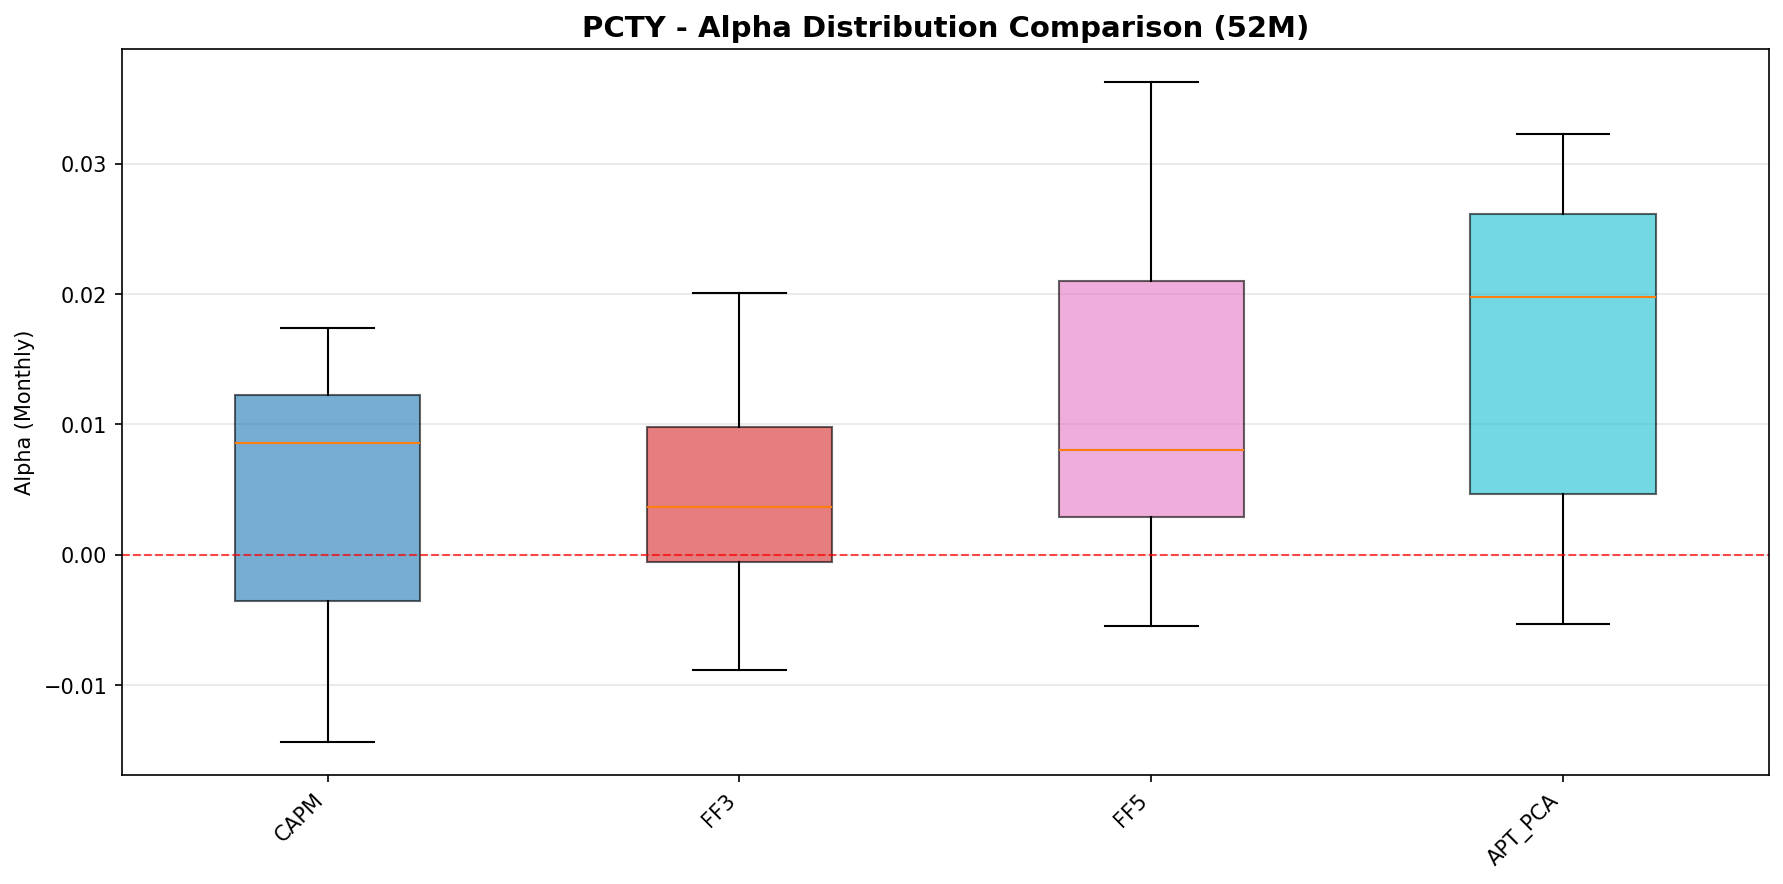 PCTY - Alpha Distribution Comparison (52M)
Alpha (Monthly)
0.03
0.02
0.01
0.00
−0.01
CAPM
FF3
FF5
APT_PCA